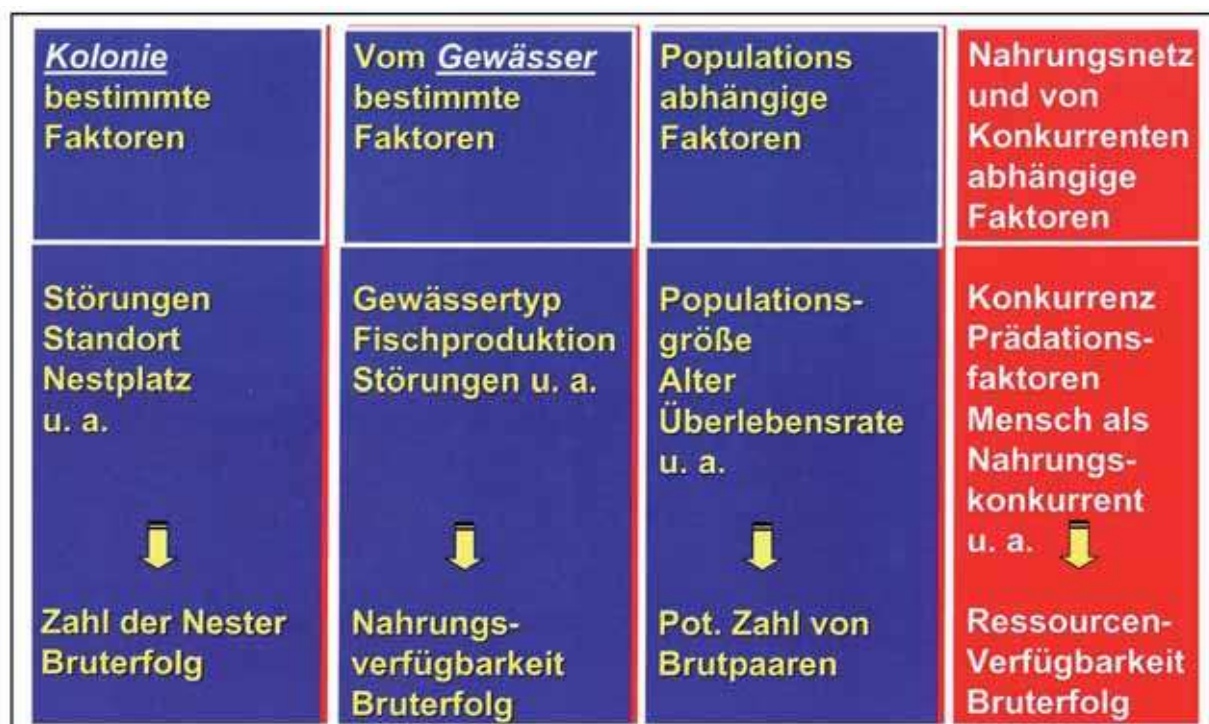 Kolonie
bestimmte
Faktoren
Vom Gewässer
bestimmte
Faktoren
Populations
abhängige
Faktoren
Nahrungsnetz
und von
Konkurrenten
abhängige
Faktoren
Störungen
Standort
Nestplatz
u. a.
Gewässertyp
Fischproduktion
Störungen u. a.
Populations-
größe
Alter
Überlebensrate
u. a.
Konkurrenz
Prädations-
faktoren
Mensch als
Nahrungs-
konkurrent
u. a.
Zahl der Nester
Bruterfolg
Nahrungs-
verfügbarkeit
Bruterfolg
Pot. Zahl von
Brutpaaren
Ressourcen-
Verfügbarkeit
Bruterfolg